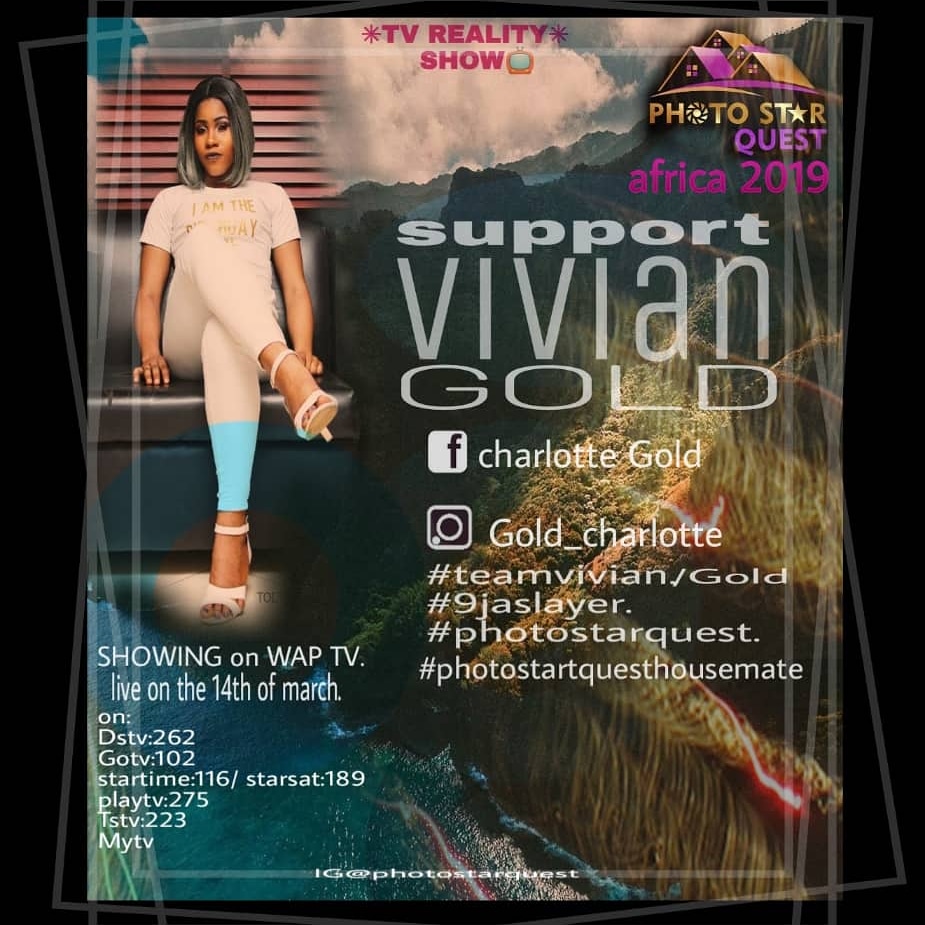 ✳TV REALITY✳
SHOW📺
PHOTO STAR
QUEST
africa 2019
I AM THE
support
vivian
GOLD
f charlotte Gold
Gold_charlotte
#teamvivian/Gold
#9jaslayer.
#photostarquest.
#photostartquesthousemate
SHOWING on WAP TV.
live on the 14th of march.
on:
Dstv:262
Gotv:102
startime:116/ starsat:189
playtv:275
Tstv:223
Mytv
IG@photostarquest